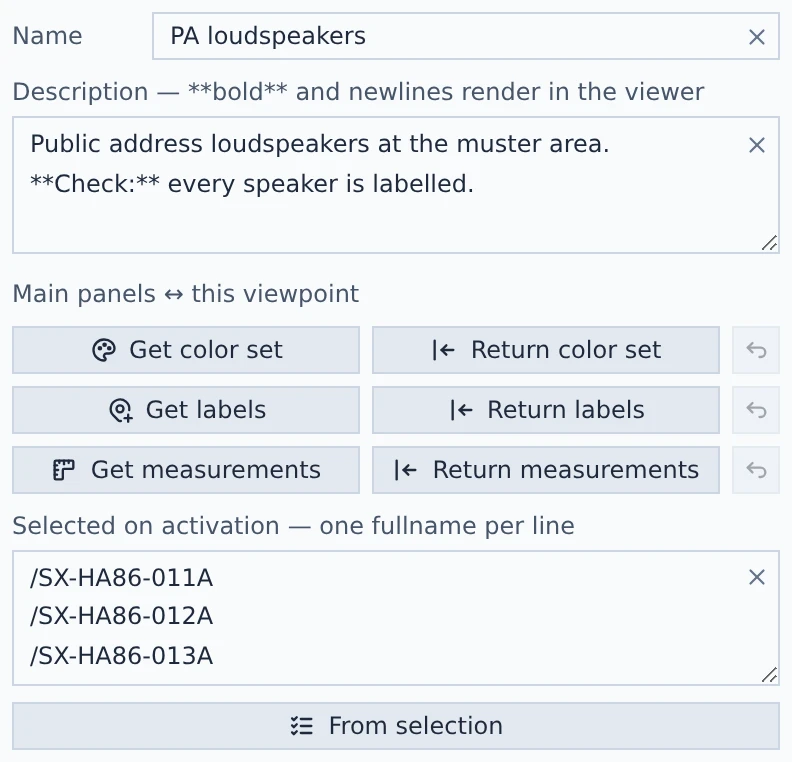 Name
PA loudspeakers
Description — **bold** and newlines render in the viewer
Public address loudspeakers at the muster area.
**Check:** every speaker is labelled.
Main panels ↔ this viewpoint
Get color set
Return color set
Get labels
Return labels
Get measurements
Return measurements
Selected on activation — one fullname per line
/SX-HA86-011A
/SX-HA86-012A
/SX-HA86-013A
From selection